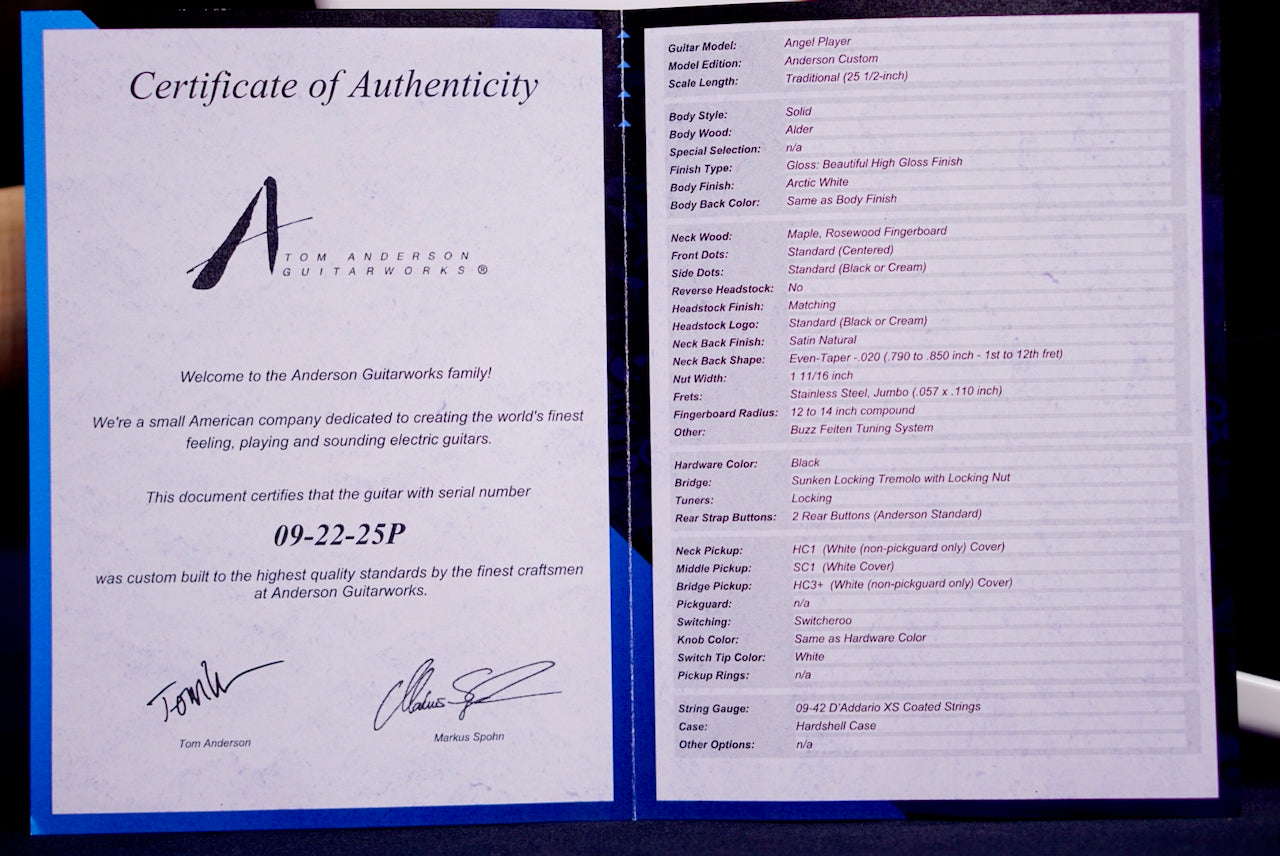 Certificate of Authenticity
TOM ANDERSON
GUITARWORKS®
Welcome to the Anderson Guitarworks family!
We're a small American company dedicated to creating the world's finest
feeling, playing and sounding electric guitars.
This document certifies that the guitar with serial number
09-22-25P
was custom built to the highest quality standards by the finest craftsmen
at Anderson Guitarworks.
Tom Anderson
Markus Spohn
Guitar Model: Angel Player
Model Edition: Anderson Custom
Scale Length: Traditional (25 1/2-inch)
Body Style: Solid
Body Wood: Alder
Special Selection: n/a
Finish Type: Gloss: Beautiful High Gloss Finish
Body Finish: Arctic White
Body Back Color: Same as Body Finish
Neck Wood: Maple, Rosewood Fingerboard
Front Dots: Standard (Centered)
Side Dots: Standard (Black or Cream)
Reverse Headstock: No
Headstock Finish: Matching
Headstock Logo: Standard (Black or Cream)
Neck Back Finish: Satin Natural
Neck Back Shape: Even-Taper -.020 (.790 to .850 inch - 1st to 12th fret)
Nut Width: 1 11/16 inch
Frets: Stainless Steel, Jumbo (.057 x .110 inch)
Fingerboard Radius: 12 to 14 inch compound
Other: Buzz Feiten Tuning System
Hardware Color: Black
Bridge: Sunken Locking Tremolo with Locking Nut
Tuners: Locking
Rear Strap Buttons: 2 Rear Buttons (Anderson Standard)
Neck Pickup: HC1 (White (non-pickguard only) Cover)
Middle Pickup: SC1 (White Cover)
Bridge Pickup: HC3+ (White (non-pickguard only) Cover)
Pickguard: n/a
Switching: Switcheroo
Knob Color: Same as Hardware Color
Switch Tip Color: White
Pickup Rings: n/a
String Gauge: 09-42 D'Addario XS Coated Strings
Case: Hardshell Case
Other Options: n/a